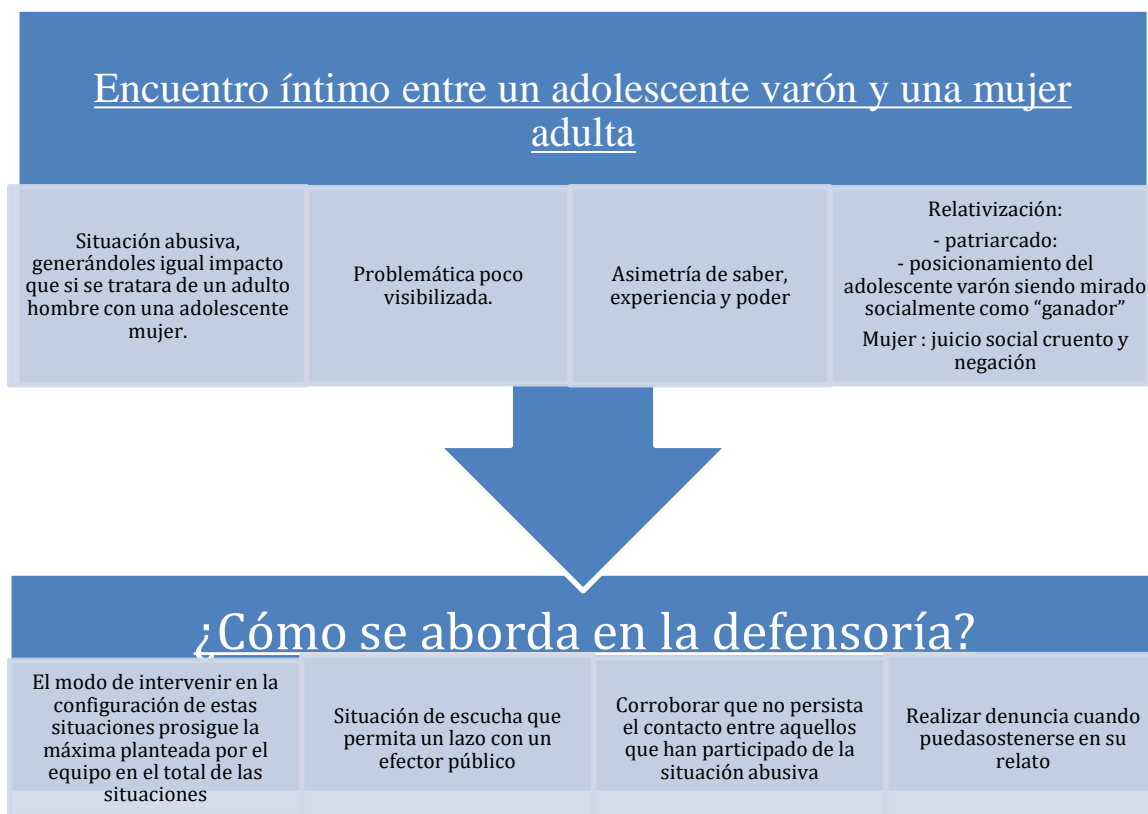 Encuentro íntimo entre un adolescente varón y una mujer
adulta
Situación abusiva,
generándoles igual impacto
que si se tratara de un adulto
hombre con una adolescente
mujer.
Problemática poco
visibilizada.
Asimetría de saber,
experiencia y poder
Relativización:
- patriarcado:
- posicionamiento del
adolescente varón siendo mirado
socialmente como “ganador”
Mujer : juicio social cruento y
negación
¿Cómo se aborda en la defensoría?
El modo de intervenir en la
configuración de estas
situaciones prosigue la
máxima planteada por el
equipo en el total de las
situaciones
Situación de escucha que
permita un lazo con un
efector público
Corroborar que no persista
el contacto entre aquellos
que han participado de la
situación abusiva
Realizar denuncia cuando
puedasostenerse en su
relato